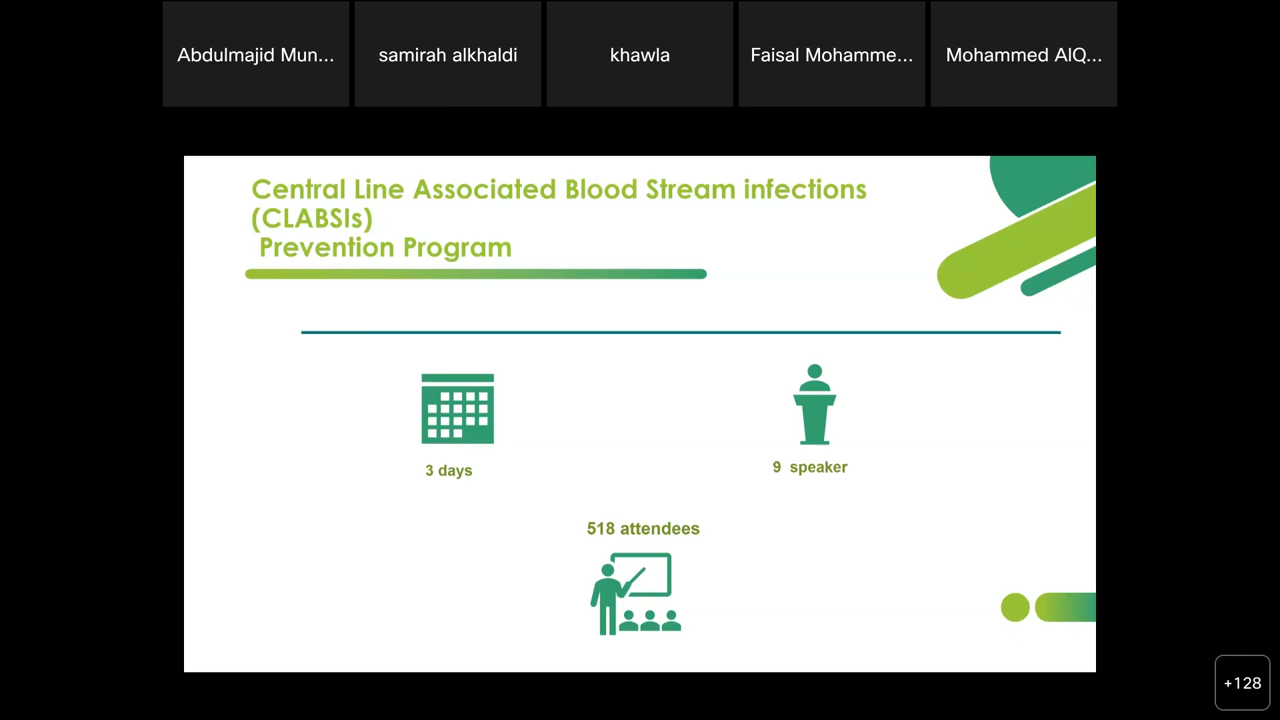 Abdulmajid Mun...
samirah alkhaldi
khawla
Faisal Mohamme...
Mohammed AlQ...
Central Line Associated Blood Stream infections
(CLABSIs)
Prevention Program
3 days
9 speaker
518 attendees
+128